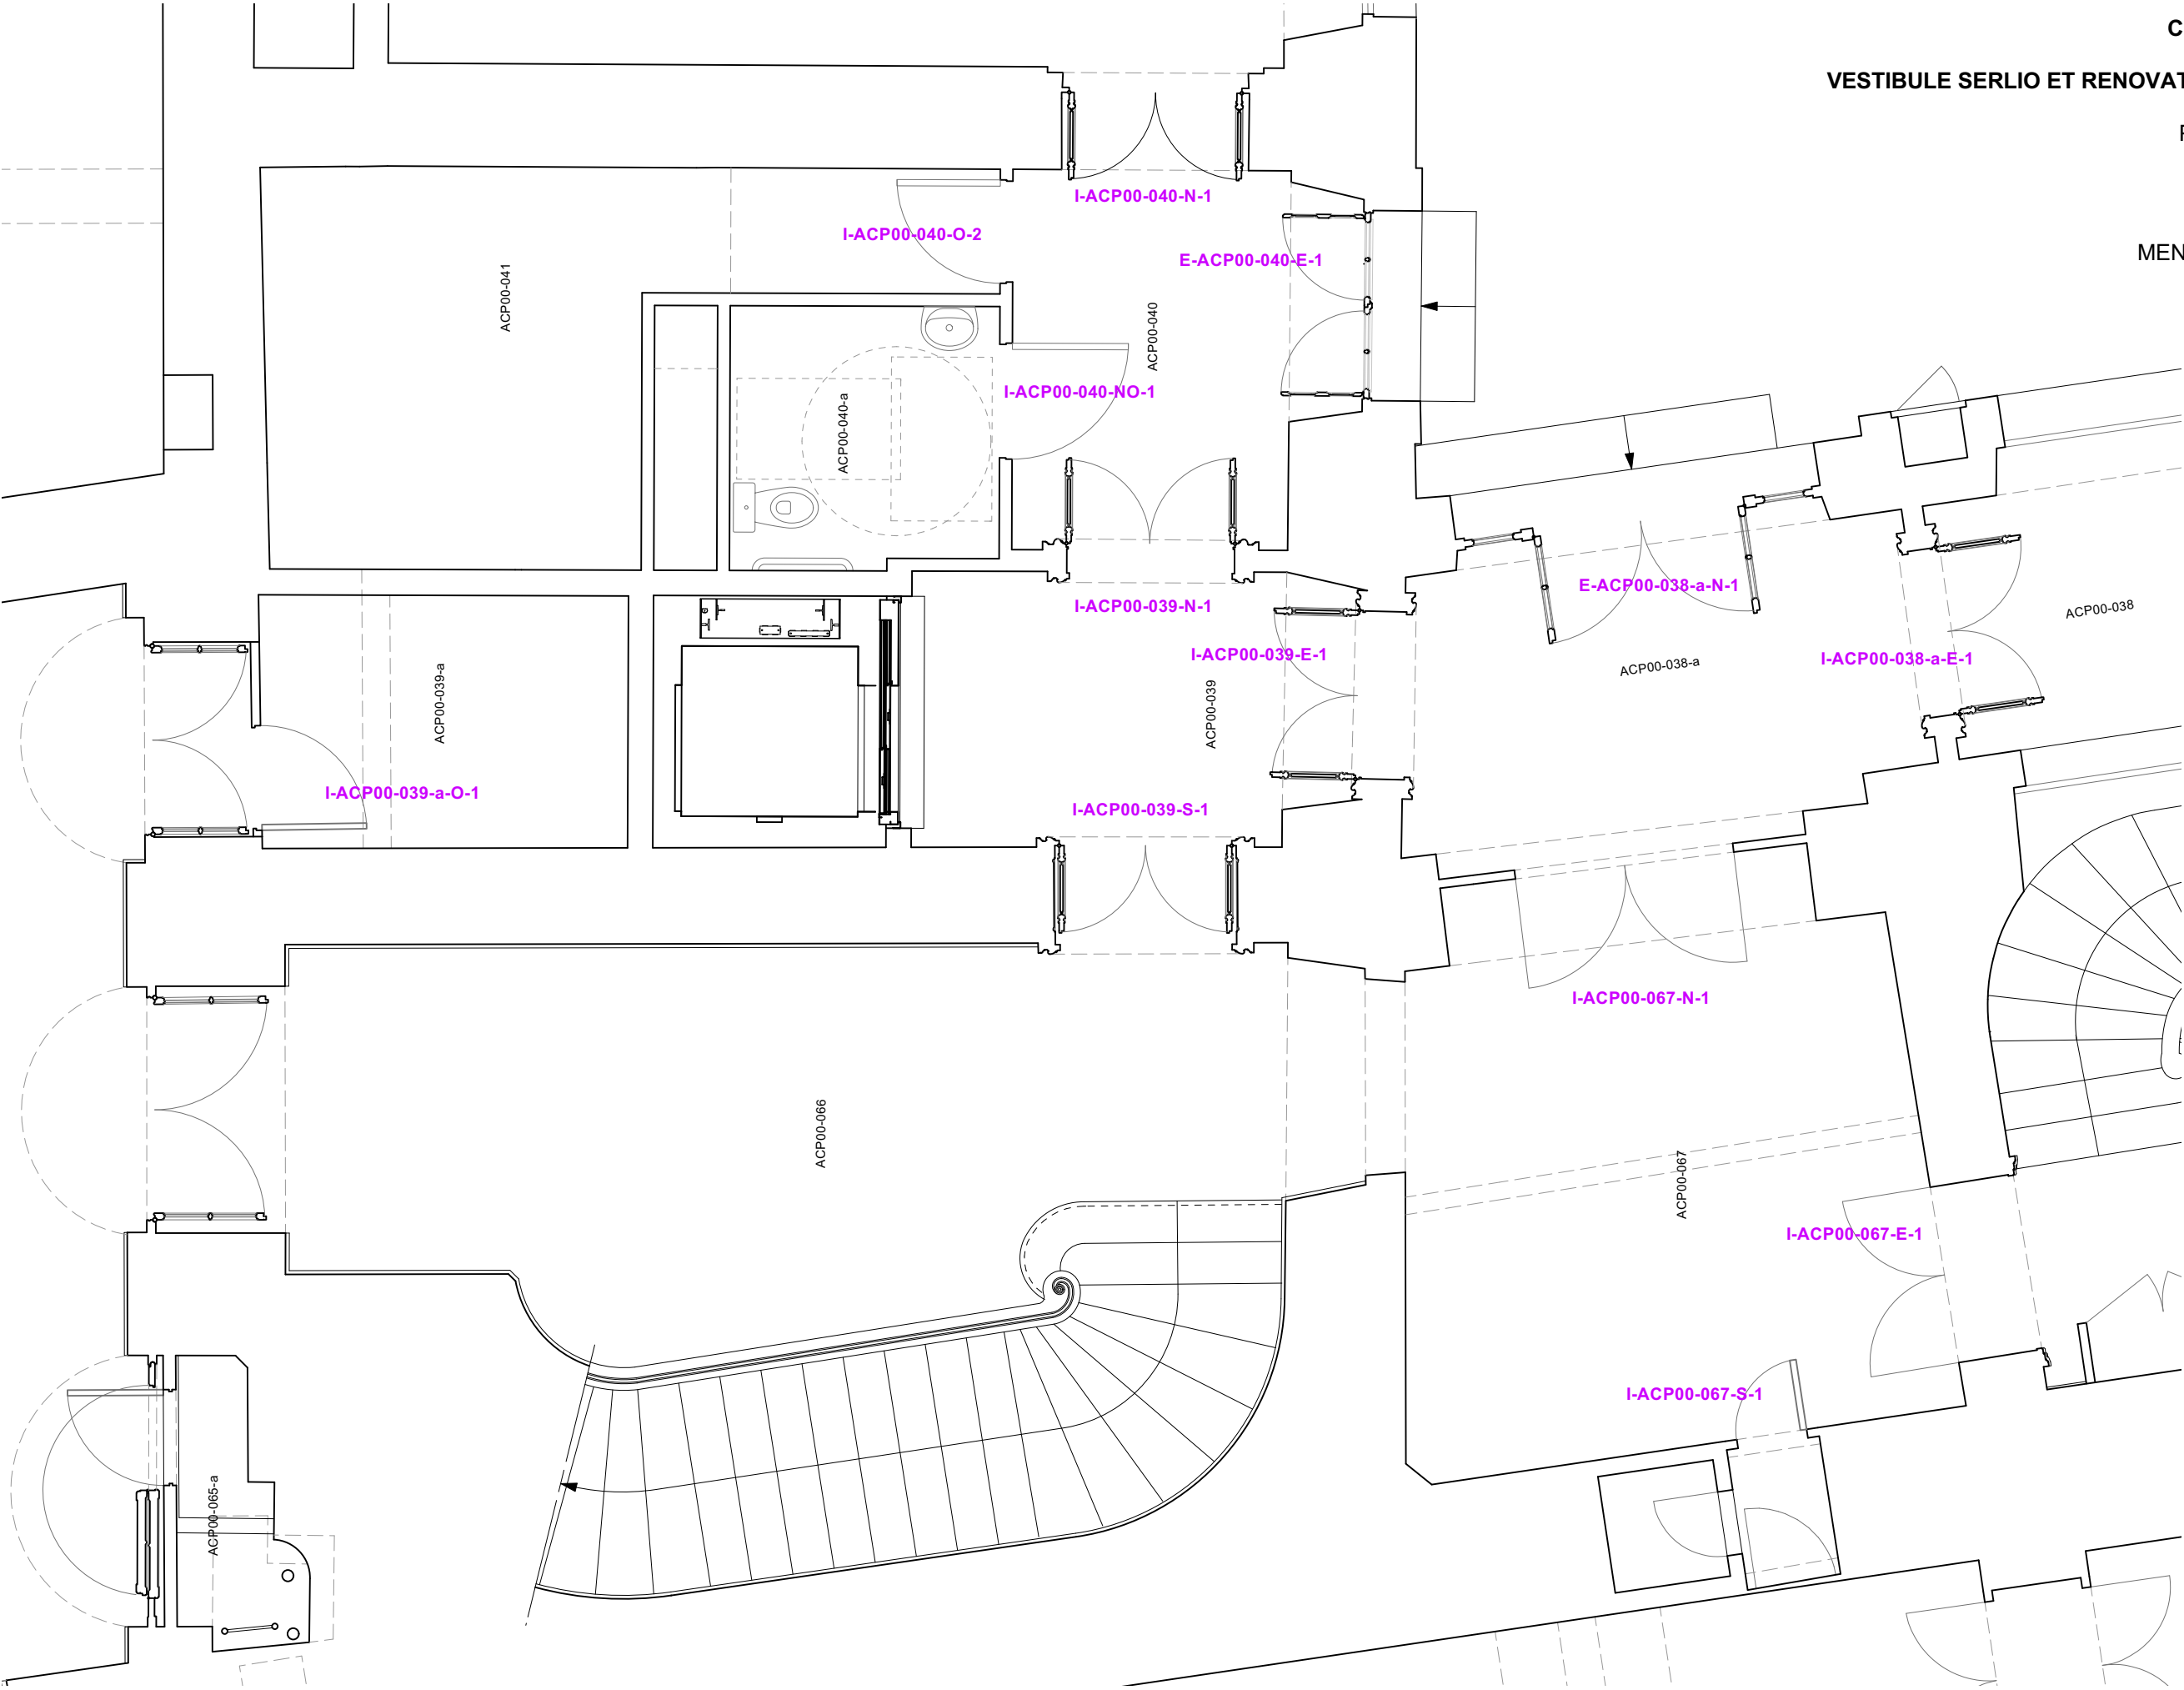 C
VESTIBULE SERLIO ET RENOVAT
MEN
I-ACP00-040-N-1
I-ACP00-040-O-2
E-ACP00-040-E-1
ACP00-041
ACP00-040
I-ACP00-040-NO-1
ACP00-040-a
I-ACP00-039-N-1
E-ACP00-038-a-N-1
ACP00-038
I-ACP00-039-E-1
ACP00-038-a
I-ACP00-038-a-E-1
ACP00-039-a
ACP00-039
I-ACP00-039-a-O-1
I-ACP00-039-S-1
I-ACP00-067-N-1
ACP00-066
ACP00-067
I-ACP00-067-E-1
I-ACP00-067-S-1
ACP00-065-a